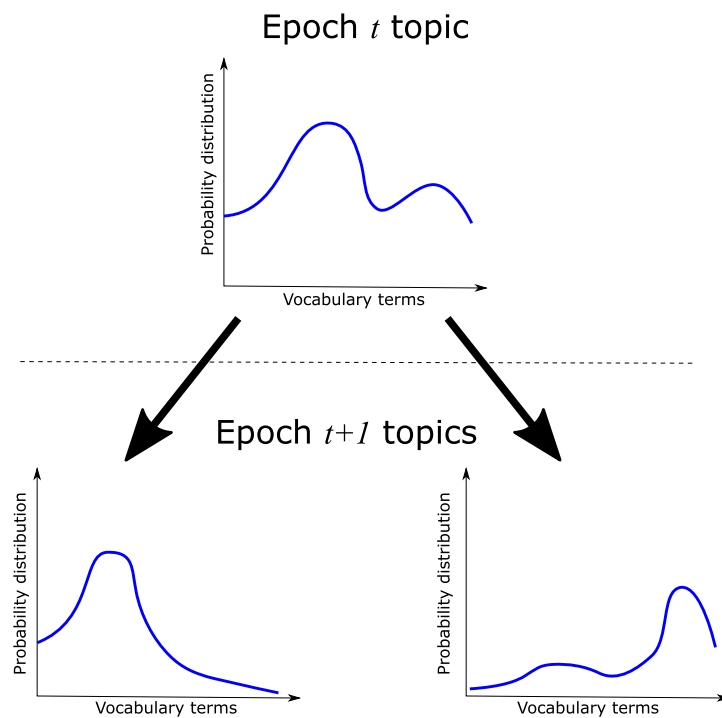 Epoch t topic
Probability distribution
Vocabulary terms
Epoch t+1 topics
Probability distribution
Vocabulary terms
Probability distribution
Vocabulary terms